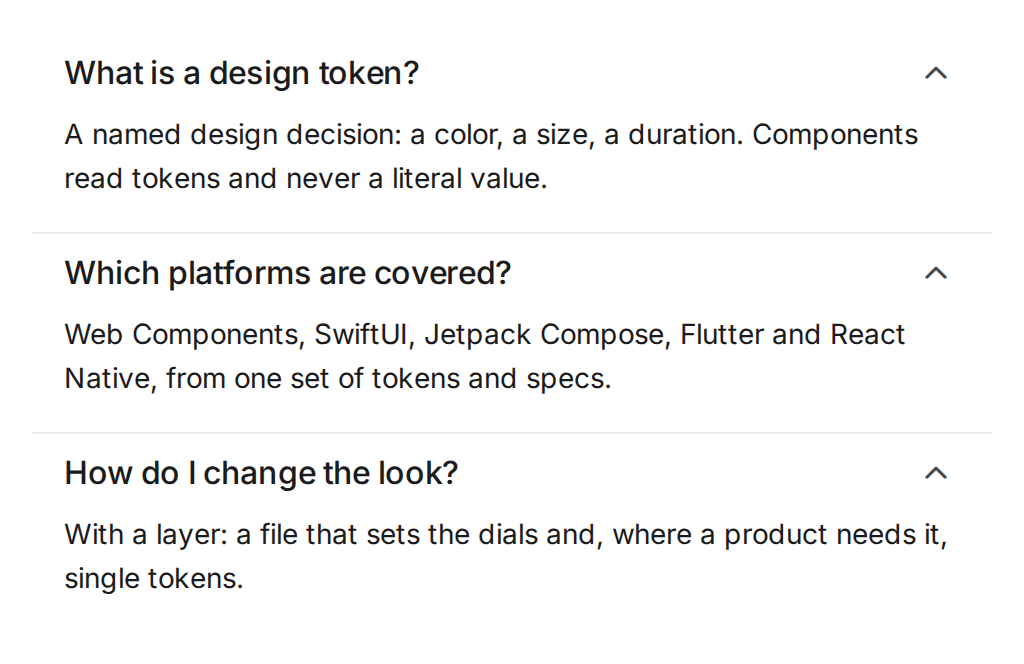 What is a design token?
A named design decision: a color, a size, a duration. Components
read tokens and never a literal value.
Which platforms are covered?
Web Components, SwiftUI, Jetpack Compose, Flutter and React
Native, from one set of tokens and specs.
How do I change the look?
With a layer: a file that sets the dials and, where a product needs it,
single tokens.